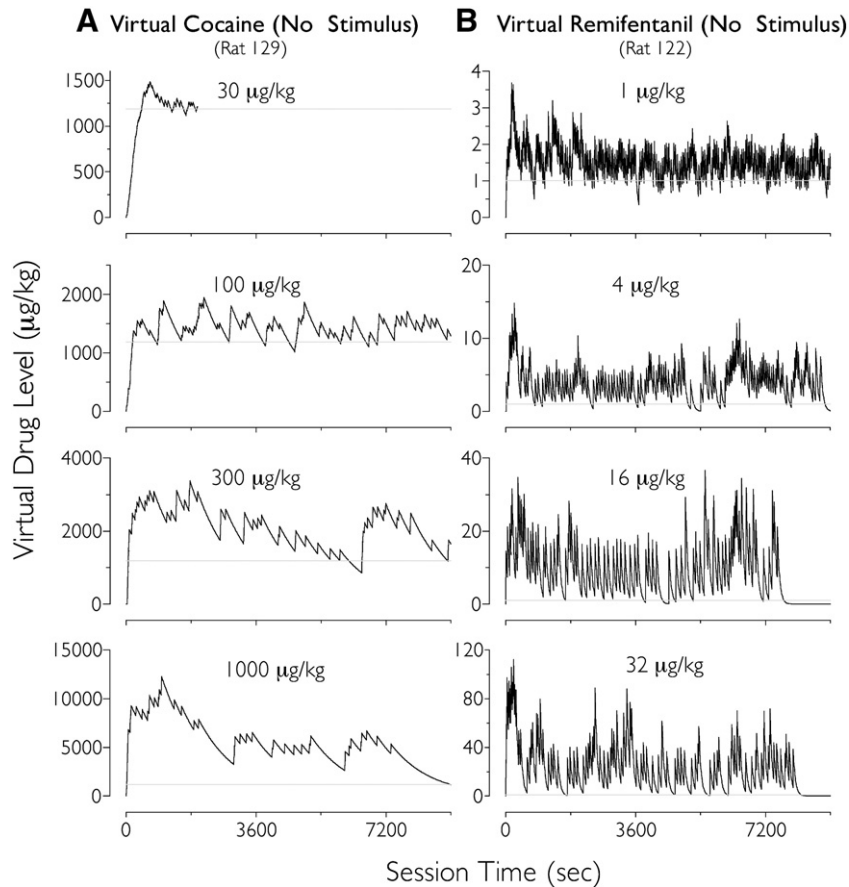 A Virtual Cocaine (No Stimulus)
(Rat 129)
B Virtual Remifentanil (No Stimulus)
(Rat 122)
Virtual Drug Level (μg/kg)
30 μg/kg
1500
1000
500
0
1 μg/kg
4
3
2
1
0
100 μg/kg
2000
1000
0
4 μg/kg
20
10
0
300 μg/kg
4000
2000
0
16 μg/kg
40
20
0
1000 μg/kg
15000
10000
5000
0
32 μg/kg
120
80
40
0
0 3600 7200
0 3600 7200
Session Time (sec)